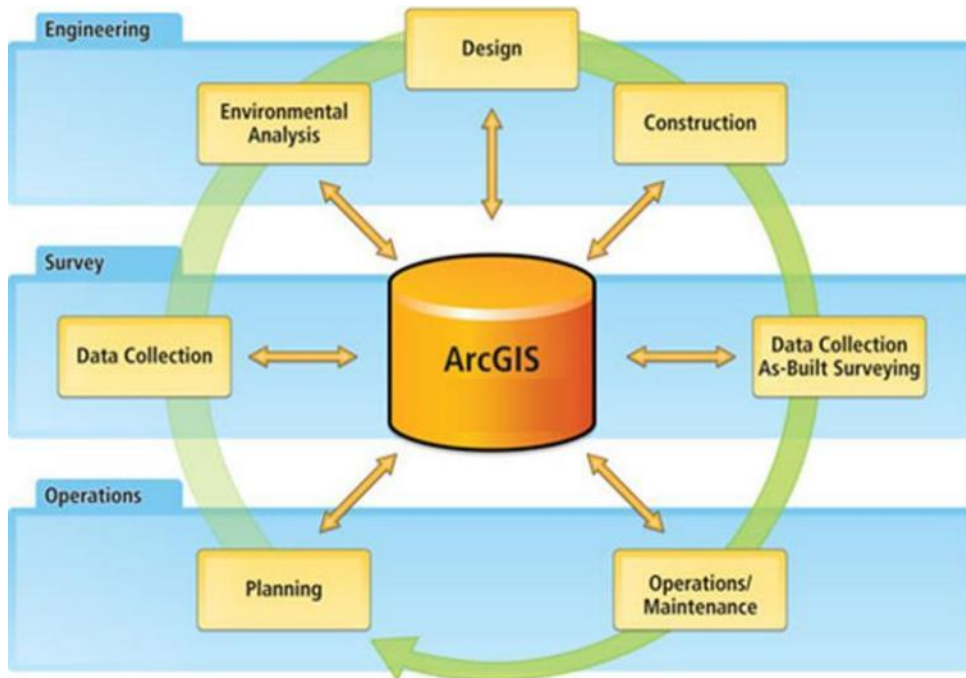 Engineering
Design
Environmental
Analysis
Construction
Survey
Data Collection
ArcGIS
Data Collection
As-Built Surveying
Operations
Planning
Operations/
Maintenance